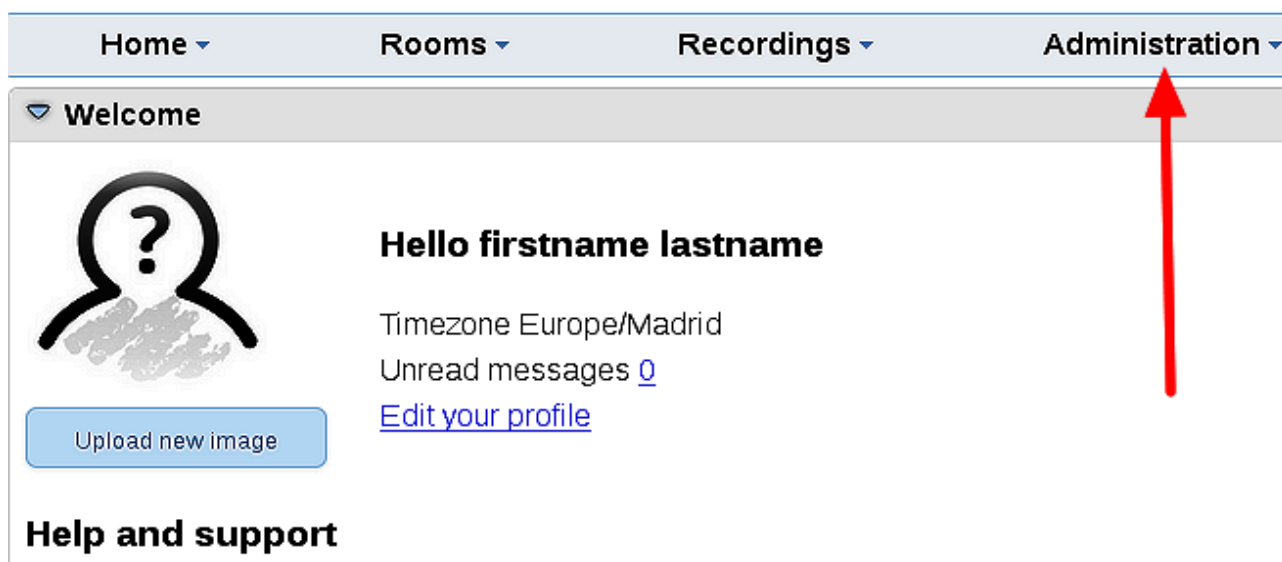 Home Rooms Recordings Administration
Welcome
?
Hello firstname lastname
Timezone Europe/Madrid
Unread messages 0
Edit your profile
Upload new image
Help and support